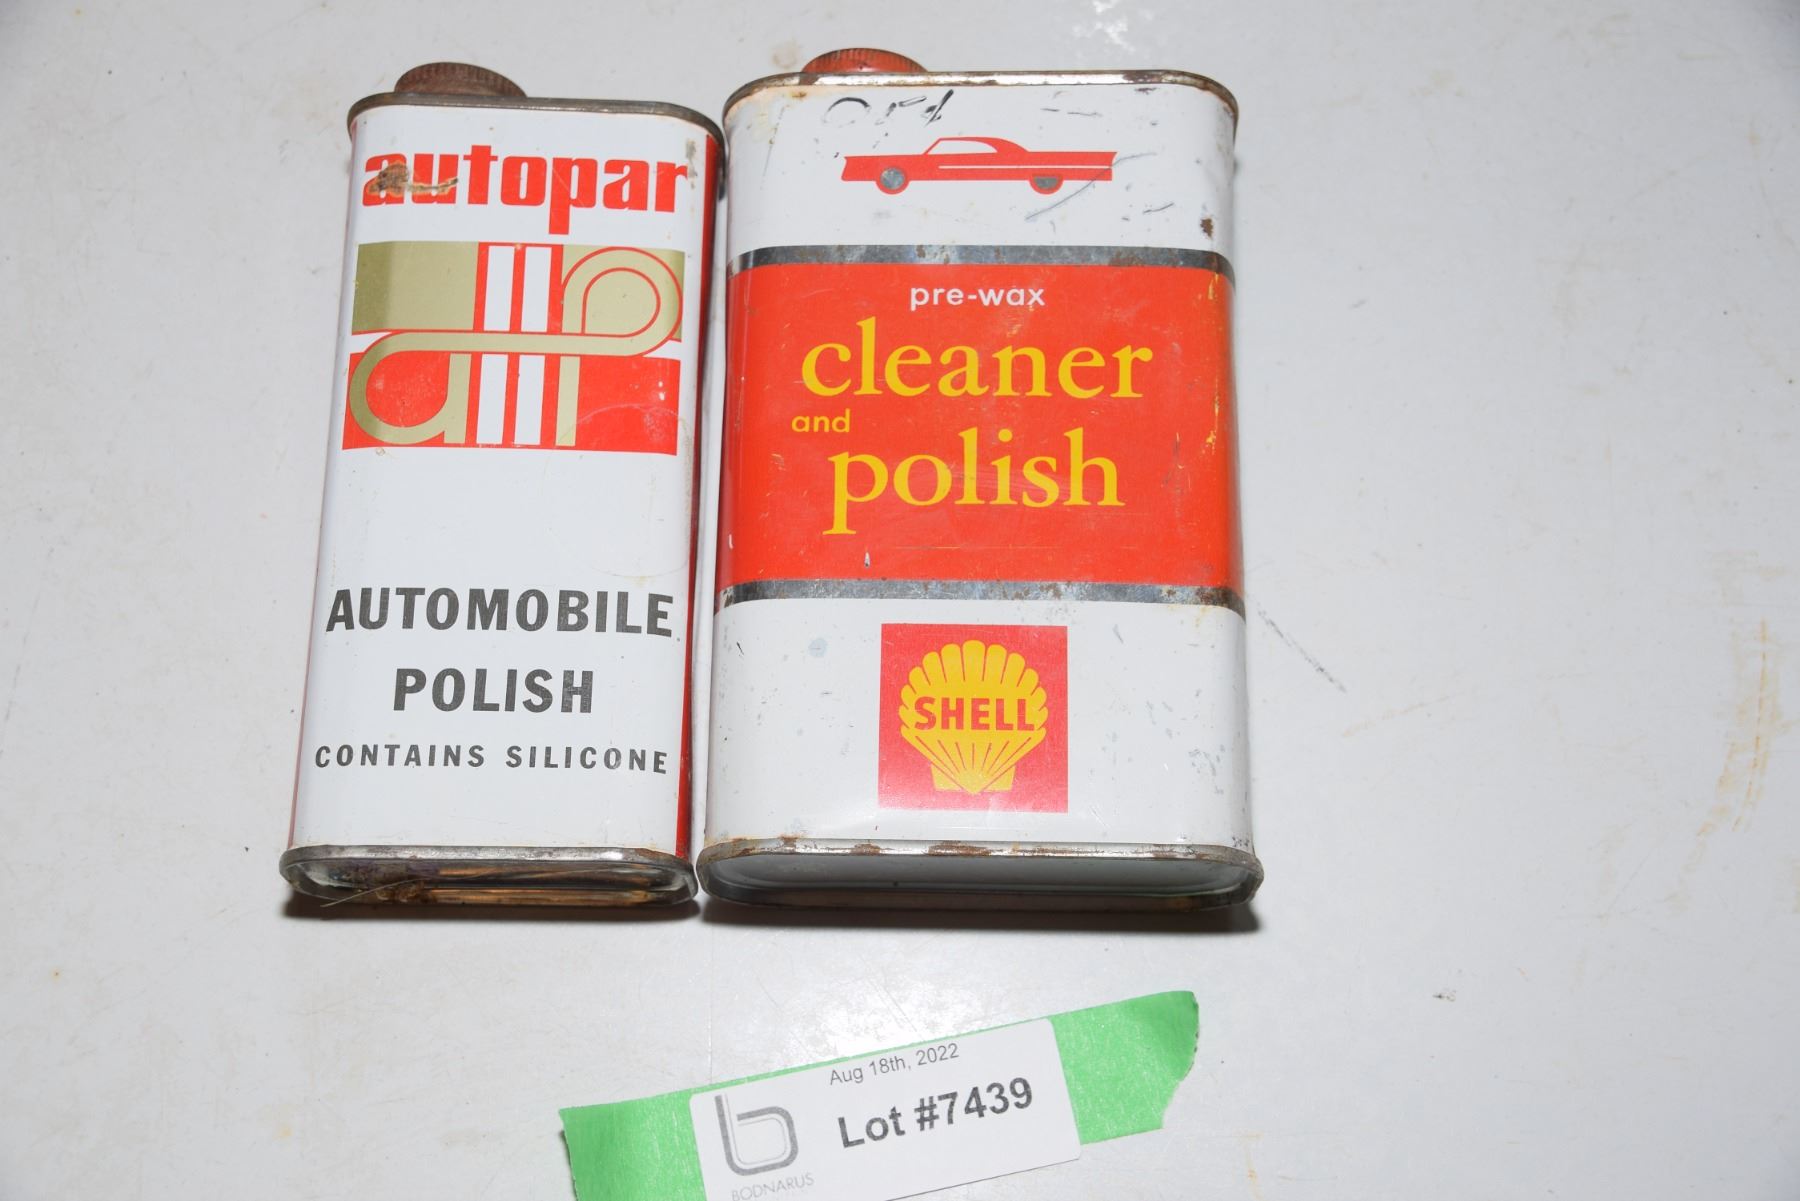 autopar
AUTOMOBILE
POLISH
CONTAINS SILICONE
pre-wax
cleaner
and
polish
SHELL
Aug 18th, 2022
Lot #7439
BODNARUS